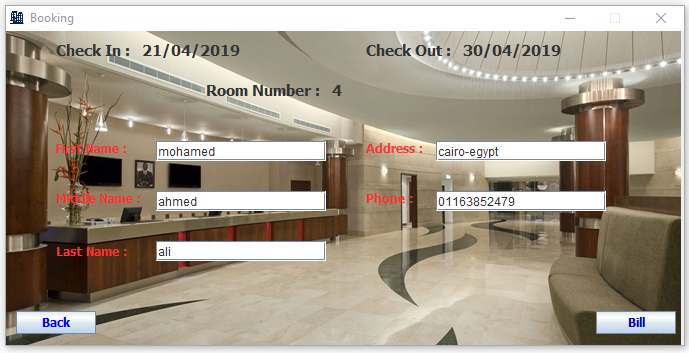 Booking
Check In : 21/04/2019 Check Out : 30/04/2019
Room Number : 4
First Name : mohamed Address : cairo-egypt
Middle Name : ahmed Phone : 01163852479
Last Name : ali
Back Bill